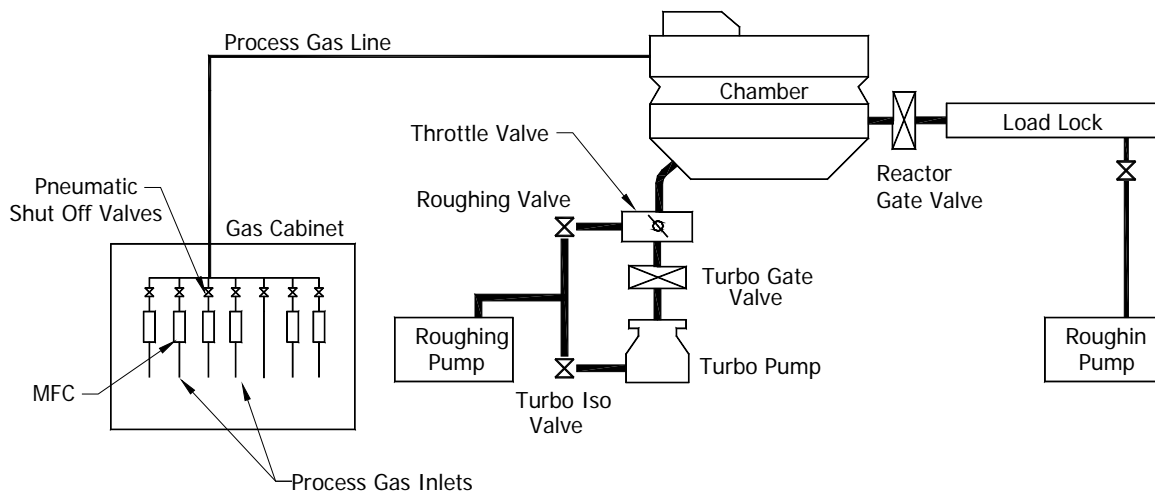 Process Gas Line
Chamber
Load Lock
Throttle Valve
Reactor
Gate Valve
Pneumatic
Shut Off Valves
Roughing Valve
Gas Cabinet
Turbo Gate
Valve
Roughing
Pump
Roughin
Pump
Turbo Pump
MFC
Turbo Iso
Valve
Process Gas Inlets